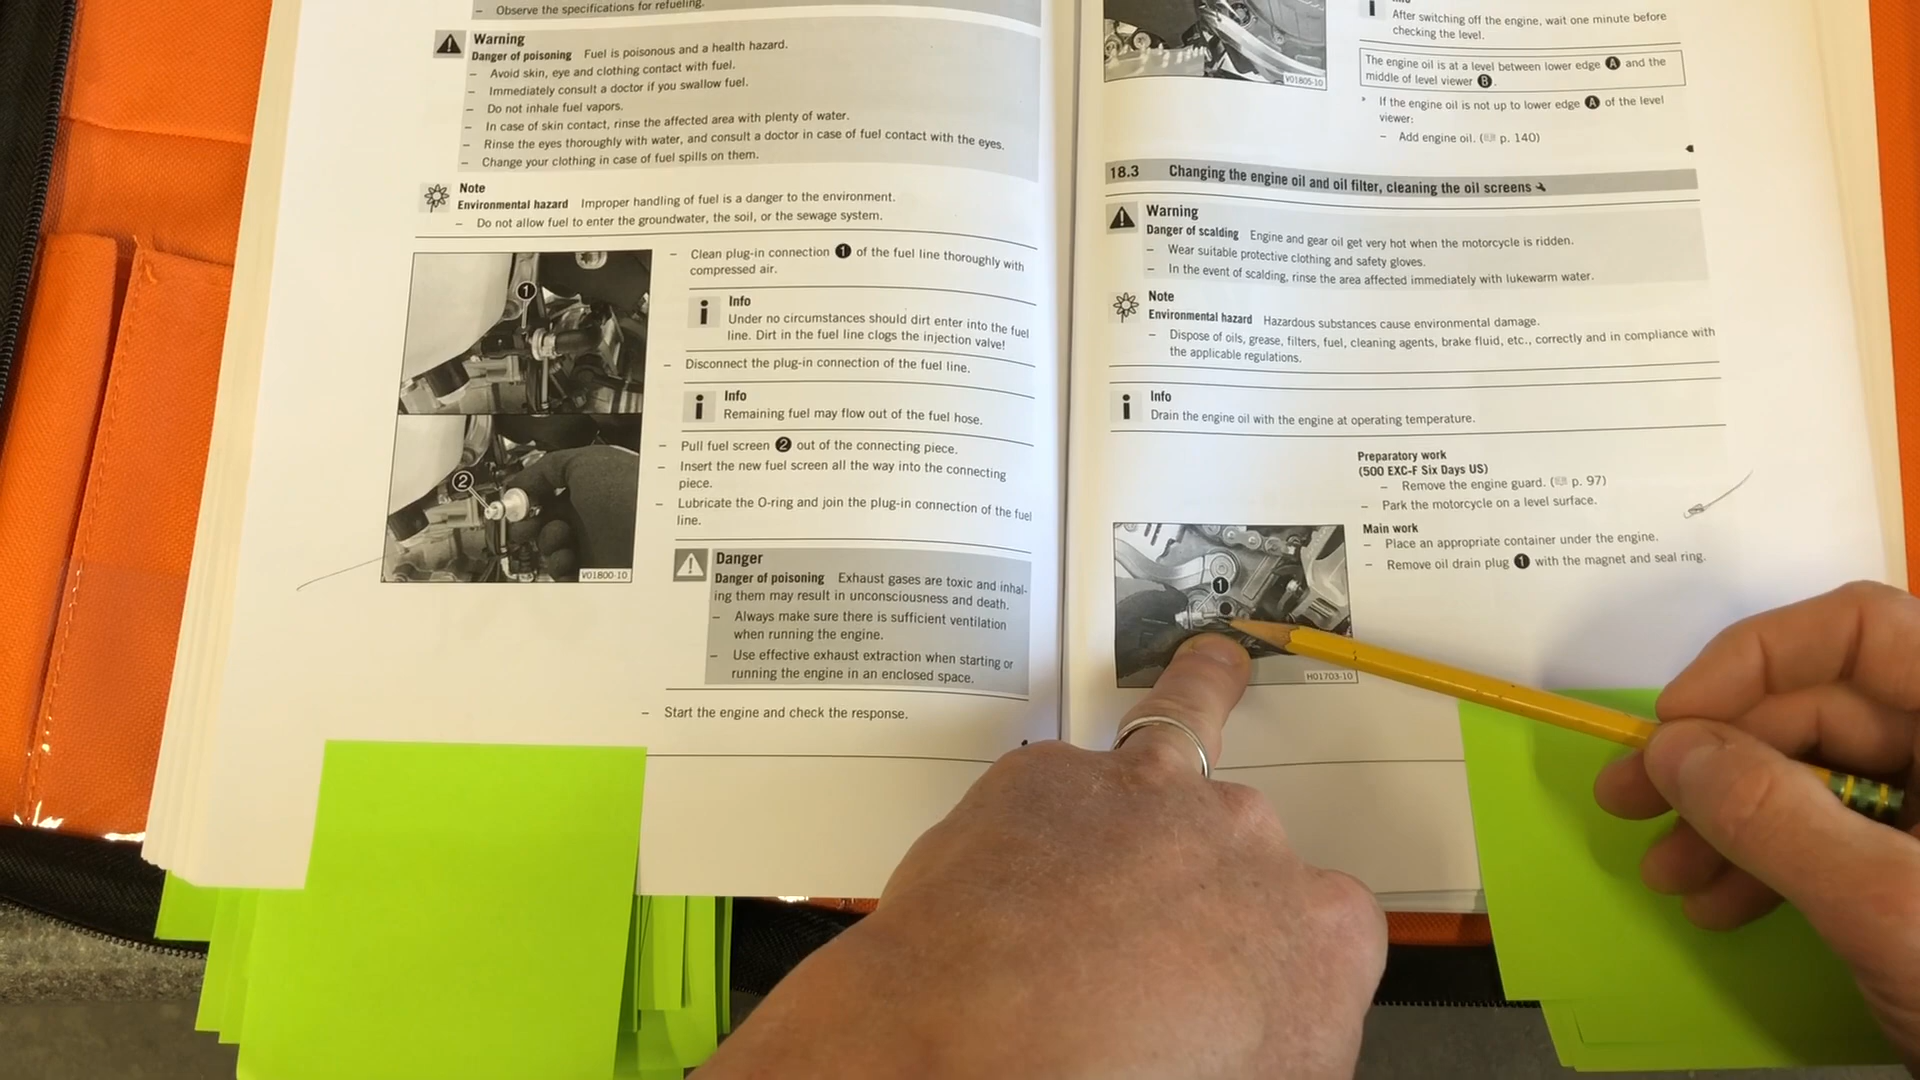 – Observe the specifications for refueling.
Warning
Danger of poisoning Fuel is poisonous and a health hazard.
– Avoid skin, eye and clothing contact with fuel.
– Immediately consult a doctor if you swallow fuel.
– Do not inhale fuel vapors.
– In case of skin contact, rinse the affected area with plenty of water.
– Rinse the eyes thoroughly with water, and consult a doctor in case of fuel contact with the eyes.
– Change your clothing in case of fuel spills on them.
Note
Environmental hazard Improper handling of fuel is a danger to the environment.
– Do not allow fuel to enter the groundwater, the soil, or the sewage system.
1
2
V01800-10
– Clean plug-in connection 1 of the fuel line thoroughly with
compressed air.
Info
Under no circumstances should dirt enter into the fuel
line. Dirt in the fuel line clogs the injection valve!
– Disconnect the plug-in connection of the fuel line.
Info
Remaining fuel may flow out of the fuel hose.
– Pull fuel screen 2 out of the connecting piece.
– Insert the new fuel screen all the way into the connecting
piece.
– Lubricate the O-ring and join the plug-in connection of the fuel
line.
Danger
Danger of poisoning Exhaust gases are toxic and inhal-
ing them may result in unconsciousness and death.
– Always make sure there is sufficient ventilation
when running the engine.
– Use effective exhaust extraction when starting or
running the engine in an enclosed space.
– Start the engine and check the response.
V01805-10
After switching off the engine, wait one minute before
checking the level.
The engine oil is at a level between lower edge A and the
middle of level viewer B.
* If the engine oil is not up to lower edge A of the level
viewer:
– Add engine oil. (p. 140)
18.3 Changing the engine oil and oil filter, cleaning the oil screens
Warning
Danger of scalding Engine and gear oil get very hot when the motorcycle is ridden.
– Wear suitable protective clothing and safety gloves.
– In the event of scalding, rinse the area affected immediately with lukewarm water.
Note
Environmental hazard Hazardous substances cause environmental damage.
– Dispose of oils, grease, filters, fuel, cleaning agents, brake fluid, etc., correctly and in compliance with
the applicable regulations.
Info
Drain the engine oil with the engine at operating temperature.
Preparatory work
(500 EXC-F Six Days US)
– Remove the engine guard. (p. 97)
– Park the motorcycle on a level surface.
Main work
– Place an appropriate container under the engine.
– Remove oil drain plug 1 with the magnet and seal ring.
1
H01703-10